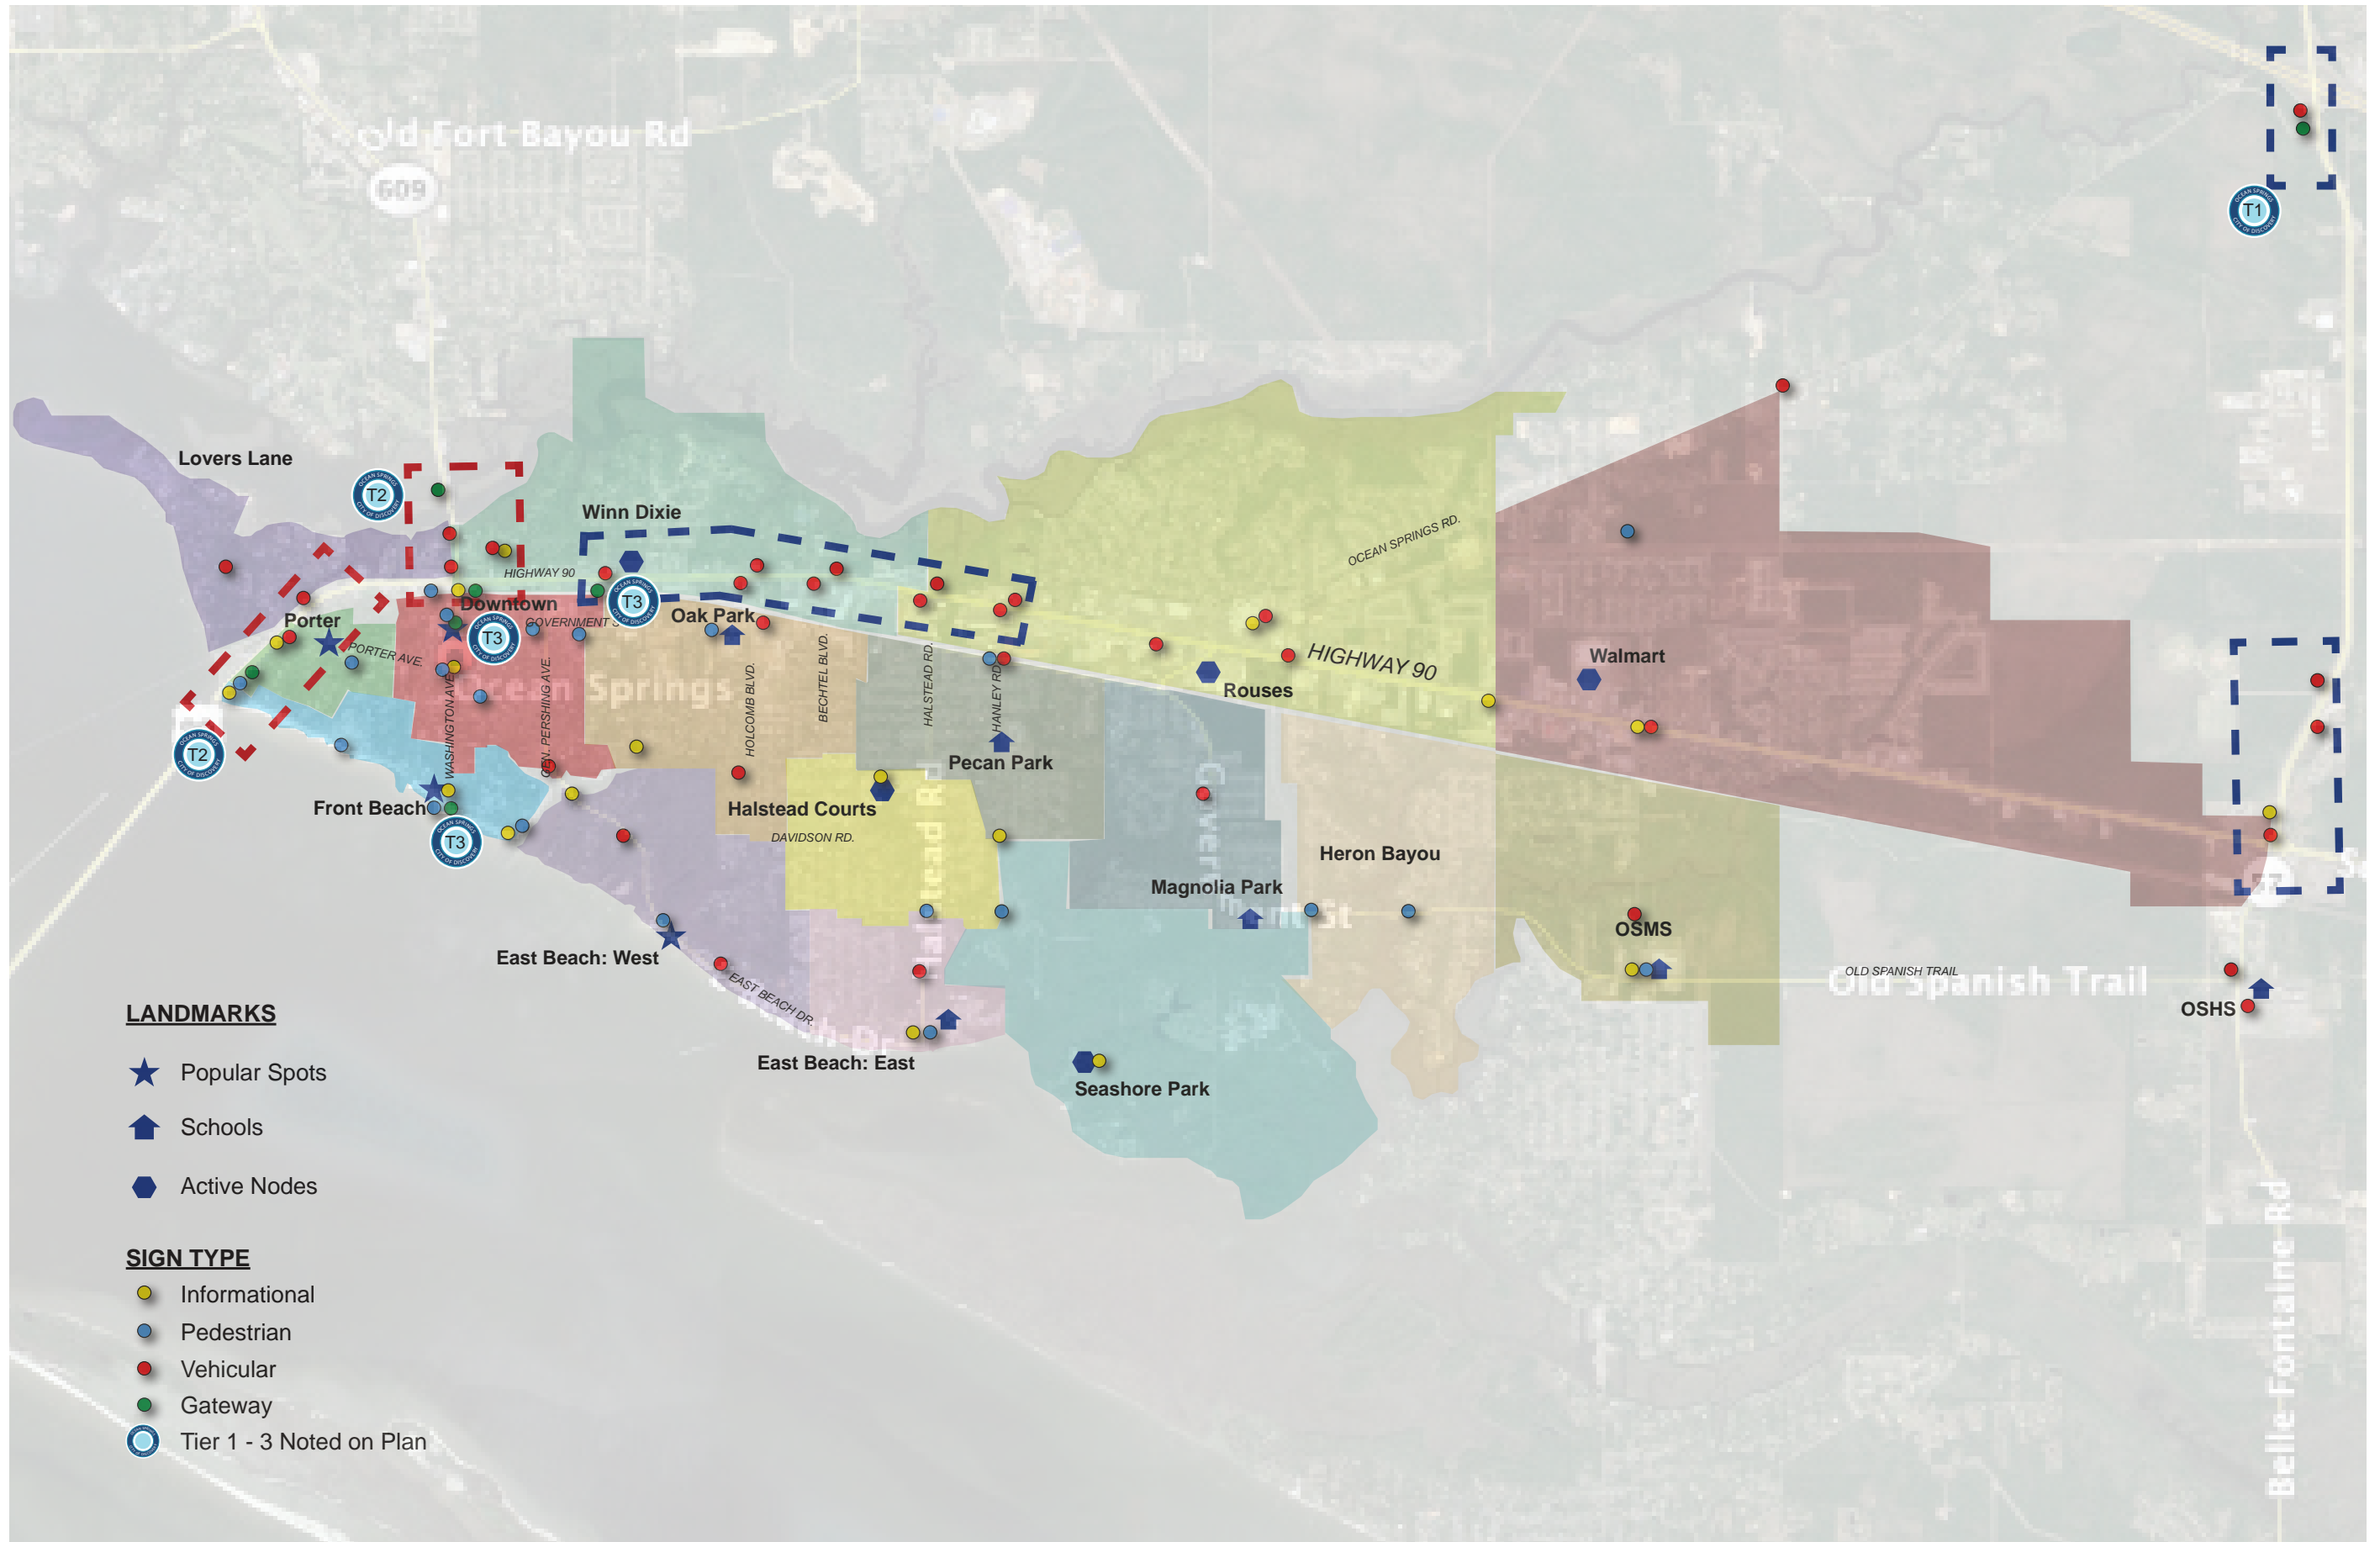 Old Fort Bayou Rd
609
T1
Lovers Lane
T2
OCEAN SPRINGS
CITY OF DISCOVERY
Winn Dixie
HIGHWAY 90
OCEAN SPRINGS RD.
Downtown
T3
Oak Park
Porter
GOVERNMENT S
T3
PORTER AVE.
Walmart
HIGHWAY 90
Rouses
Ocean Springs
WASHINGTON AVE.
GEN. PERSHING AVE.
HOLCOMB BLVD.
BECHTEL BLVD.
HALSTEAD RD.
HANLEY RD.
T2
Pecan Park
Front Beach
Halstead Courts
DAVIDSON RD.
T3
Heron Bayou
Magnolia Park
OSMS
East Beach: West
EAST BEACH DR.
OLD SPANISH TRAIL
Old Spanish Trail
OSHS
East Beach: East
Seashore Park
Belle Fontaine Rd
LANDMARKS
Popular Spots
Schools
Active Nodes
SIGN TYPE
Informational
Pedestrian
Vehicular
Gateway
Tier 1 - 3 Noted on Plan